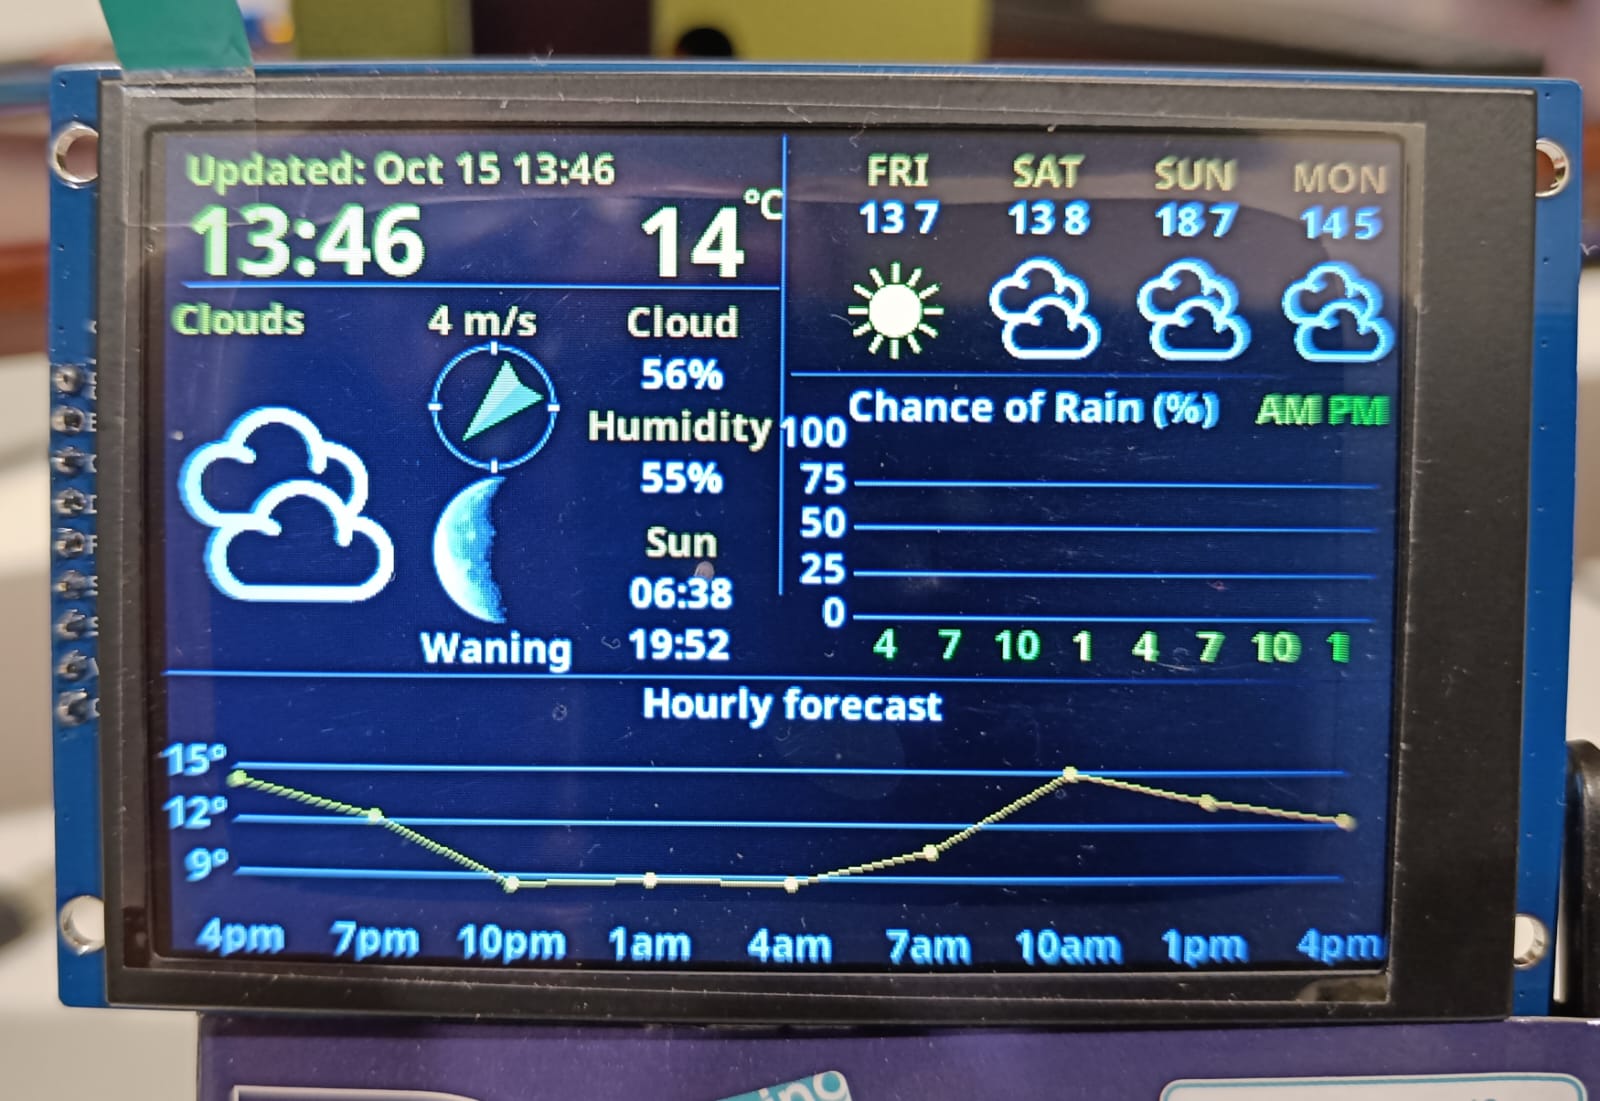 Updated: Oct 15 13:46
13:46
14 °C
Clouds
4 m/s
Cloud
56%
Humidity
55%
Sun
06:38
19:52
Waning
FRI SAT SUN MON
13 7 13 8 18 7 14 5
Chance of Rain (%) AM PM
100
75
50
25
0
4 7 10 1 4 7 10 1
Hourly forecast
15°
12°
9°
4pm 7pm 10pm 1am 4am 7am 10am 1pm 4pm
ing